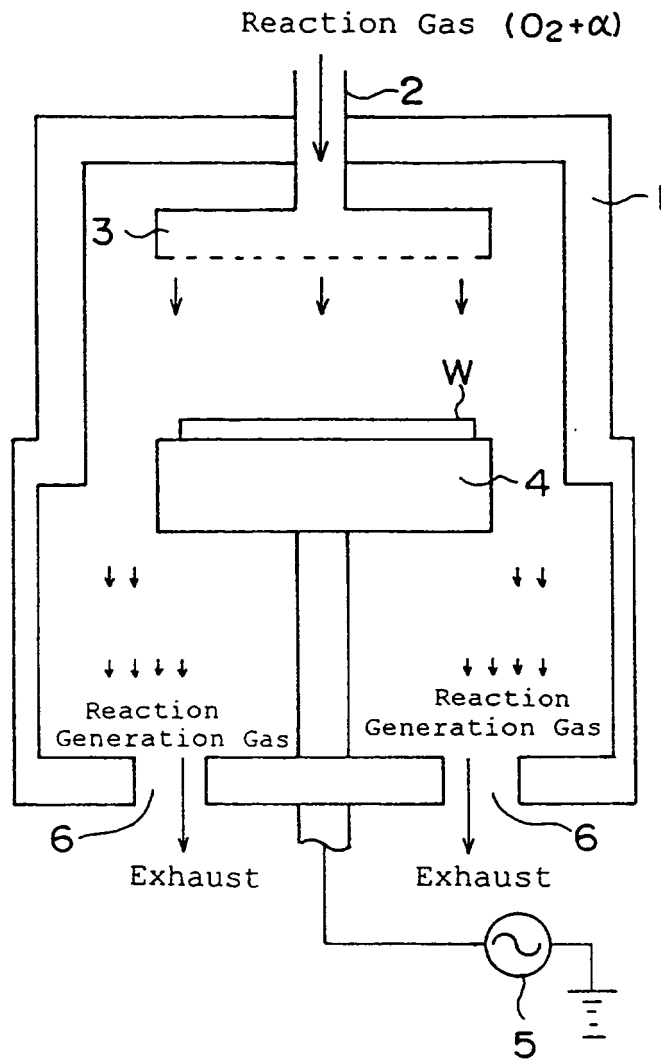 Reaction Gas (O2+α)
2
1
3
W
4
Reaction
Generation Gas
Reaction
Generation Gas
6
6
Exhaust
Exhaust
5